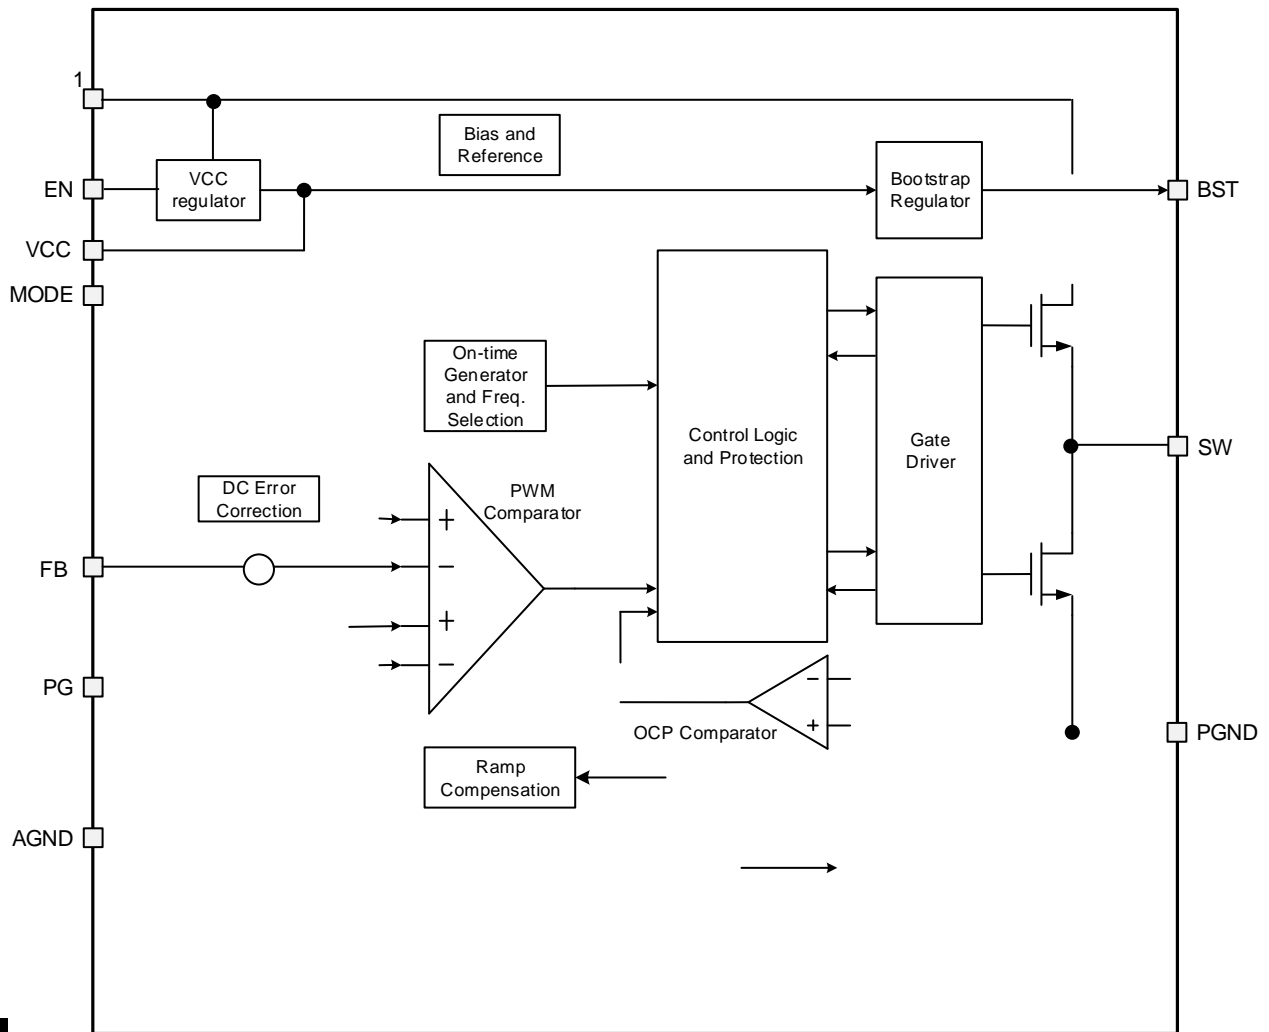 1
Bias and
Reference
EN
VCC
regulator
Bootstrap
Regulator
BST
VCC
MODE
On-time
Generator
and Freq.
Selection
Control Logic
and Protection
Gate
Driver
SW
DC Error
Correction
PWM
Comparator
+
−
+
−
FB
PG
−
+
OCP Comparator
PGND
Ramp
Compensation
AGND